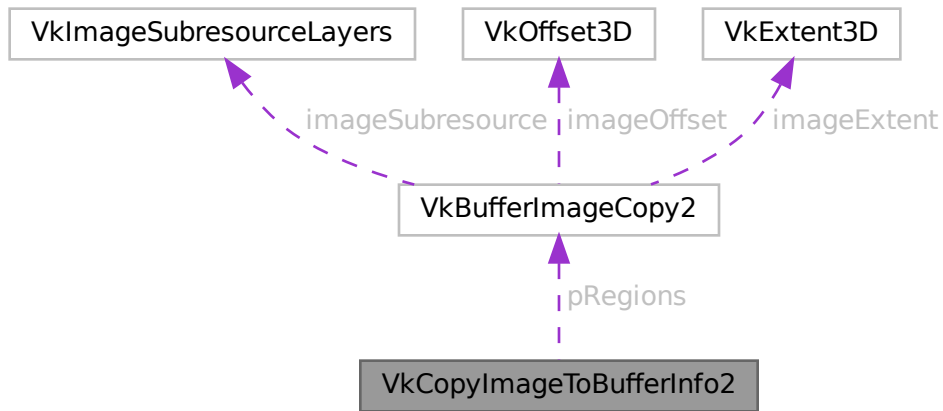 VkImageSubresourceLayers VkOffset3D VkExtent3D
imageSubresource imageOffset imageExtent
VkBufferImageCopy2
pRegions
VkCopyImageToBufferInfo2